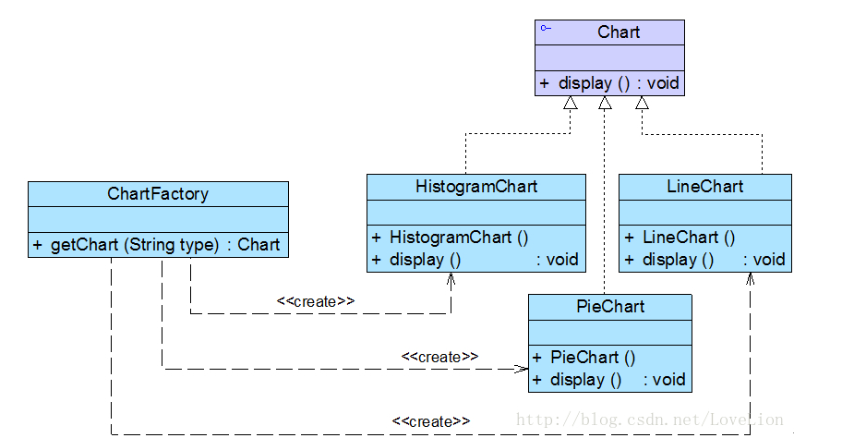 Chart
+ display () : void
ChartFactory
+ getChart (String type) : Chart
HistogramChart
+ HistogramChart ()
+ display () : void
LineChart
+ LineChart ()
+ display () : void
<<create>>
PieChart
+ PieChart ()
+ display () : void
<<create>>
<<create>>
http://blog.csdn.net/LoveLion